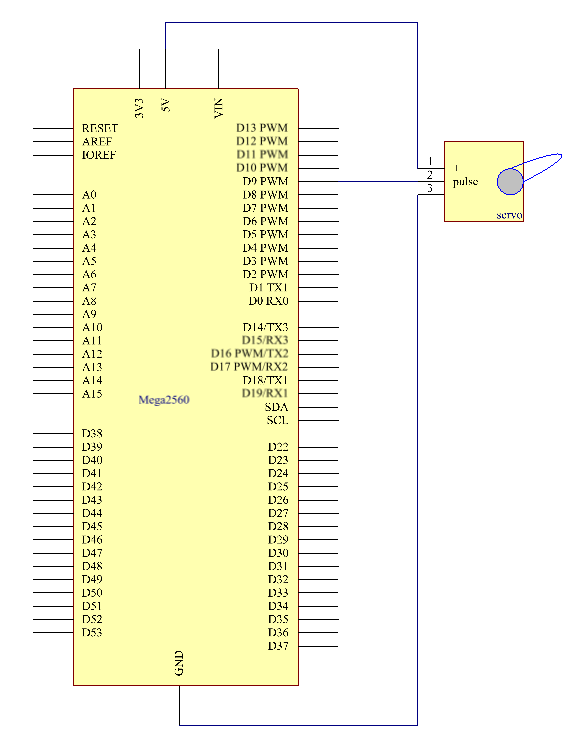 3V3
5V
VIN
RESET
AREF
IOREF
A0
A1
A2
A3
A4
A5
A6
A7
A8
A9
A10
A11
A12
A13
A14
A15
D38
D39
D40
D41
D42
D43
D44
D45
D46
D47
D48
D49
D50
D51
D52
D53
Mega2560
D13 PWM
D12 PWM
D11 PWM
D10 PWM
D9 PWM
D8 PWM
D7 PWM
D6 PWM
D5 PWM
D4 PWM
D3 PWM
D2 PWM
D1 TX1
D0 RX0
D14/TX3
D15/RX3
D16 PWM/TX2
D17 PWM/RX2
D18/TX1
D19/RX1
SDA
SCL
D22
D23
D24
D25
D26
D27
D28
D29
D30
D31
D32
D33
D34
D35
D36
D37
GND
1
2
3
pulse
servo